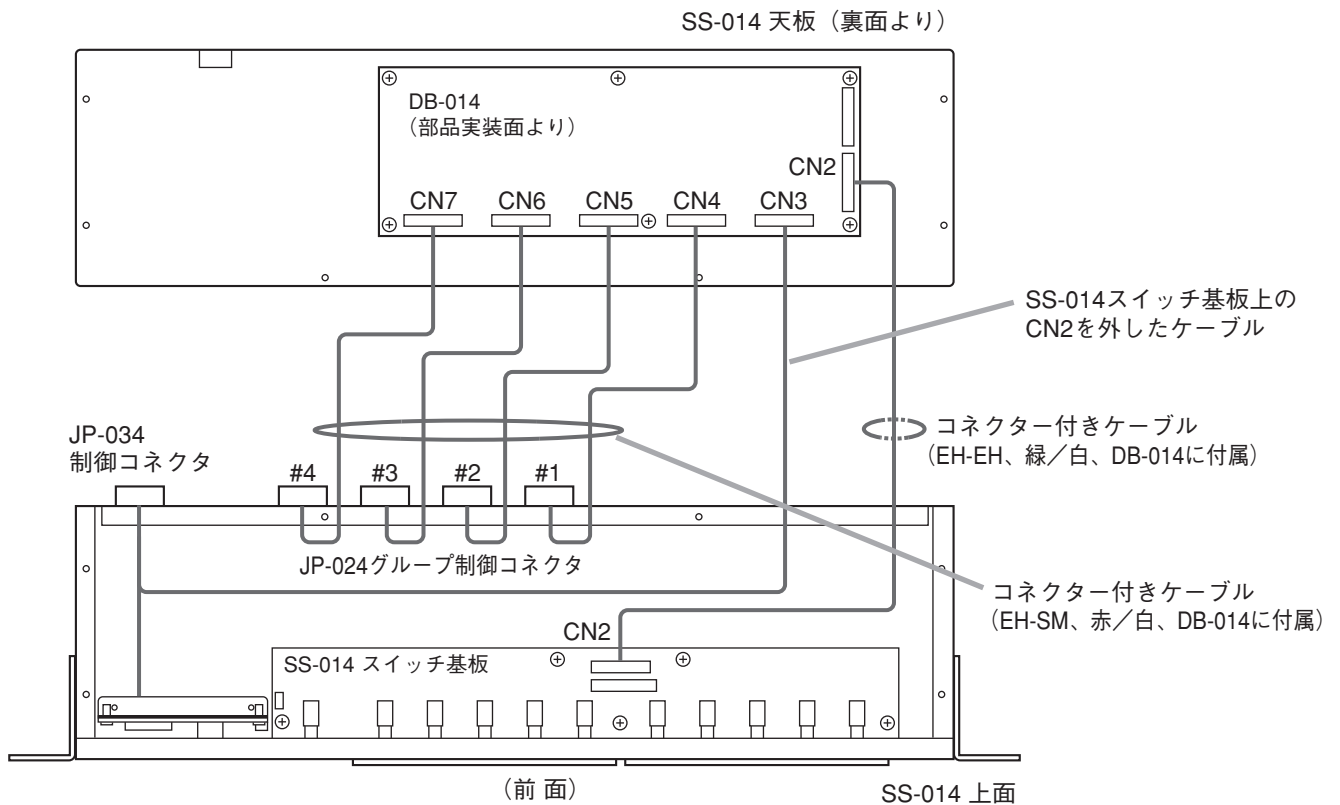 SS-014 天板（裏面より）
DB-014
（部品実装面より）
CN2
CN7
CN6
CN5
CN4
CN3
SS-014スイッチ基板上の
CN2を外したケーブル
コネクター付きケーブル
（EH-EH、緑／白、DB-014に付属）
JP-034
制御コネクタ
#4
#3
#2
#1
JP-024グループ制御コネクタ
コネクター付きケーブル
（EH-SM、赤／白、DB-014に付属）
CN2
SS-014 スイッチ基板
（前 面）
SS-014 上面